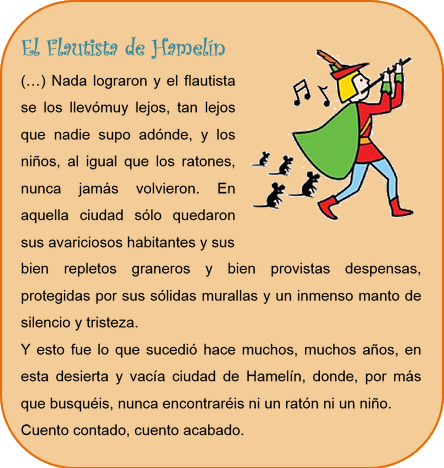 El Flautista de Hamelín
(…) Nada lograron y el flautista
se los llevómuy lejos, tan lejos
que nadie supo adónde, y los
niños, al igual que los ratones,
nunca jamás volvieron. En
aquella ciudad sólo quedaron
sus avariciosos habitantes y sus
bien repletos graneros y bien provistas despensas,
protegidas por sus sólidas murallas y un inmenso manto de
silencio y tristeza.
Y esto fue lo que sucedió hace muchos, muchos años, en
esta desierta y vacía ciudad de Hamelín, donde, por más
que busquéis, nunca encontraréis ni un ratón ni un niño.
Cuento contado, cuento acabado.